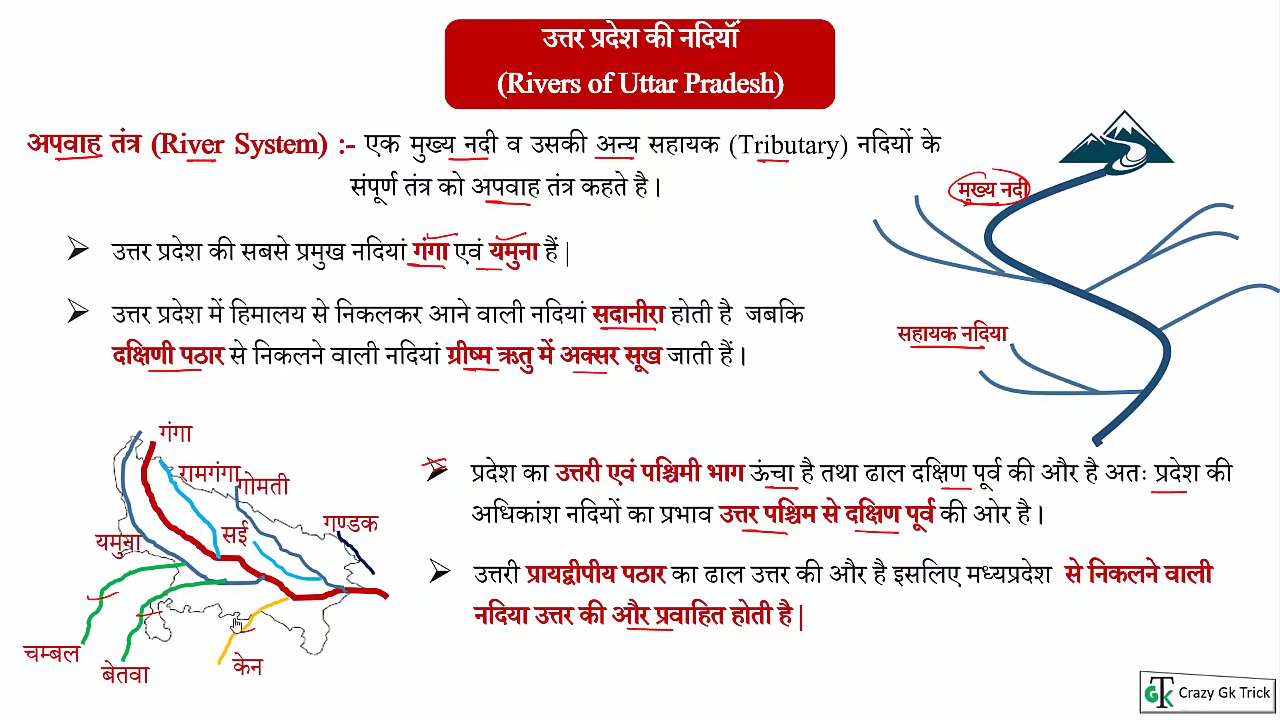 उत्तर प्रदेश की नदियाँ
(Rivers of Uttar Pradesh)
अपवाह तंत्र (River System) :- एक मुख्य नदी व उसकी अन्य सहायक (Tributary) नदियों के
संपूर्ण तंत्र को अपवाह तंत्र कहते है।
मुख्य नदी
उत्तर प्रदेश की सबसे प्रमुख नदियां गंगा एवं यमुना हैं |
उत्तर प्रदेश में हिमालय से निकलकर आने वाली नदियां सदानीरा होती है जबकि
दक्षिणी पठार से निकलने वाली नदियां ग्रीष्म ऋतु में अक्सर सूख जाती हैं।
सहायक नदिया
गंगा
रामगंगा
गोमती
सई
गण्डक
यमुना
चम्बल
बेतवा
केन
प्रदेश का उत्तरी एवं पश्चिमी भाग ऊंचा है तथा ढाल दक्षिण पूर्व की और है अतः प्रदेश की
अधिकांश नदियों का प्रभाव उत्तर पश्चिम से दक्षिण पूर्व की ओर है।
उत्तरी प्रायद्वीपीय पठार का ढाल उत्तर की और है इसलिए मध्यप्रदेश से निकलने वाली
नदिया उत्तर की और प्रवाहित होती है |
GTK Crazy Gk Trick